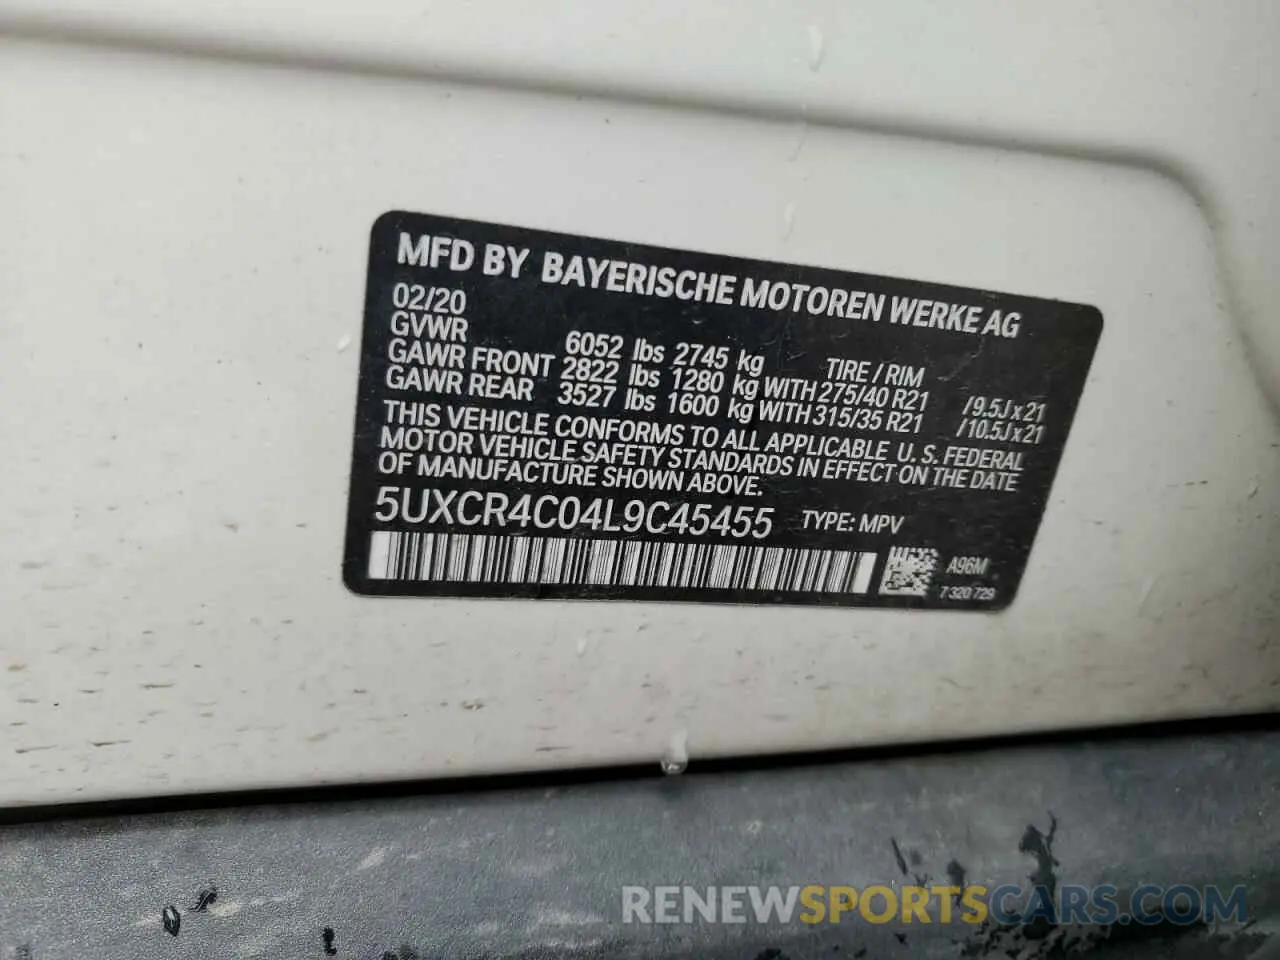 MFD BY BAYERISCHE MOTOREN WERKE AG
02/20
GVWR 6052 lbs 2745 kg TIRE / RIM
GAWR FRONT 2822 lbs 1280 kg WITH 275/40 R21 /9.5J x 21
GAWR REAR 3527 lbs 1600 kg WITH 315/35 R21 /10.5J x 21
THIS VEHICLE CONFORMS TO ALL APPLICABLE U. S. FEDERAL
MOTOR VEHICLE SAFETY STANDARDS IN EFFECT ON THE DATE
OF MANUFACTURE SHOWN ABOVE.
5UXCR4C04L9C45455 TYPE: MPV
A96M
7 320 729
RENEWSPORTSCARS.COM